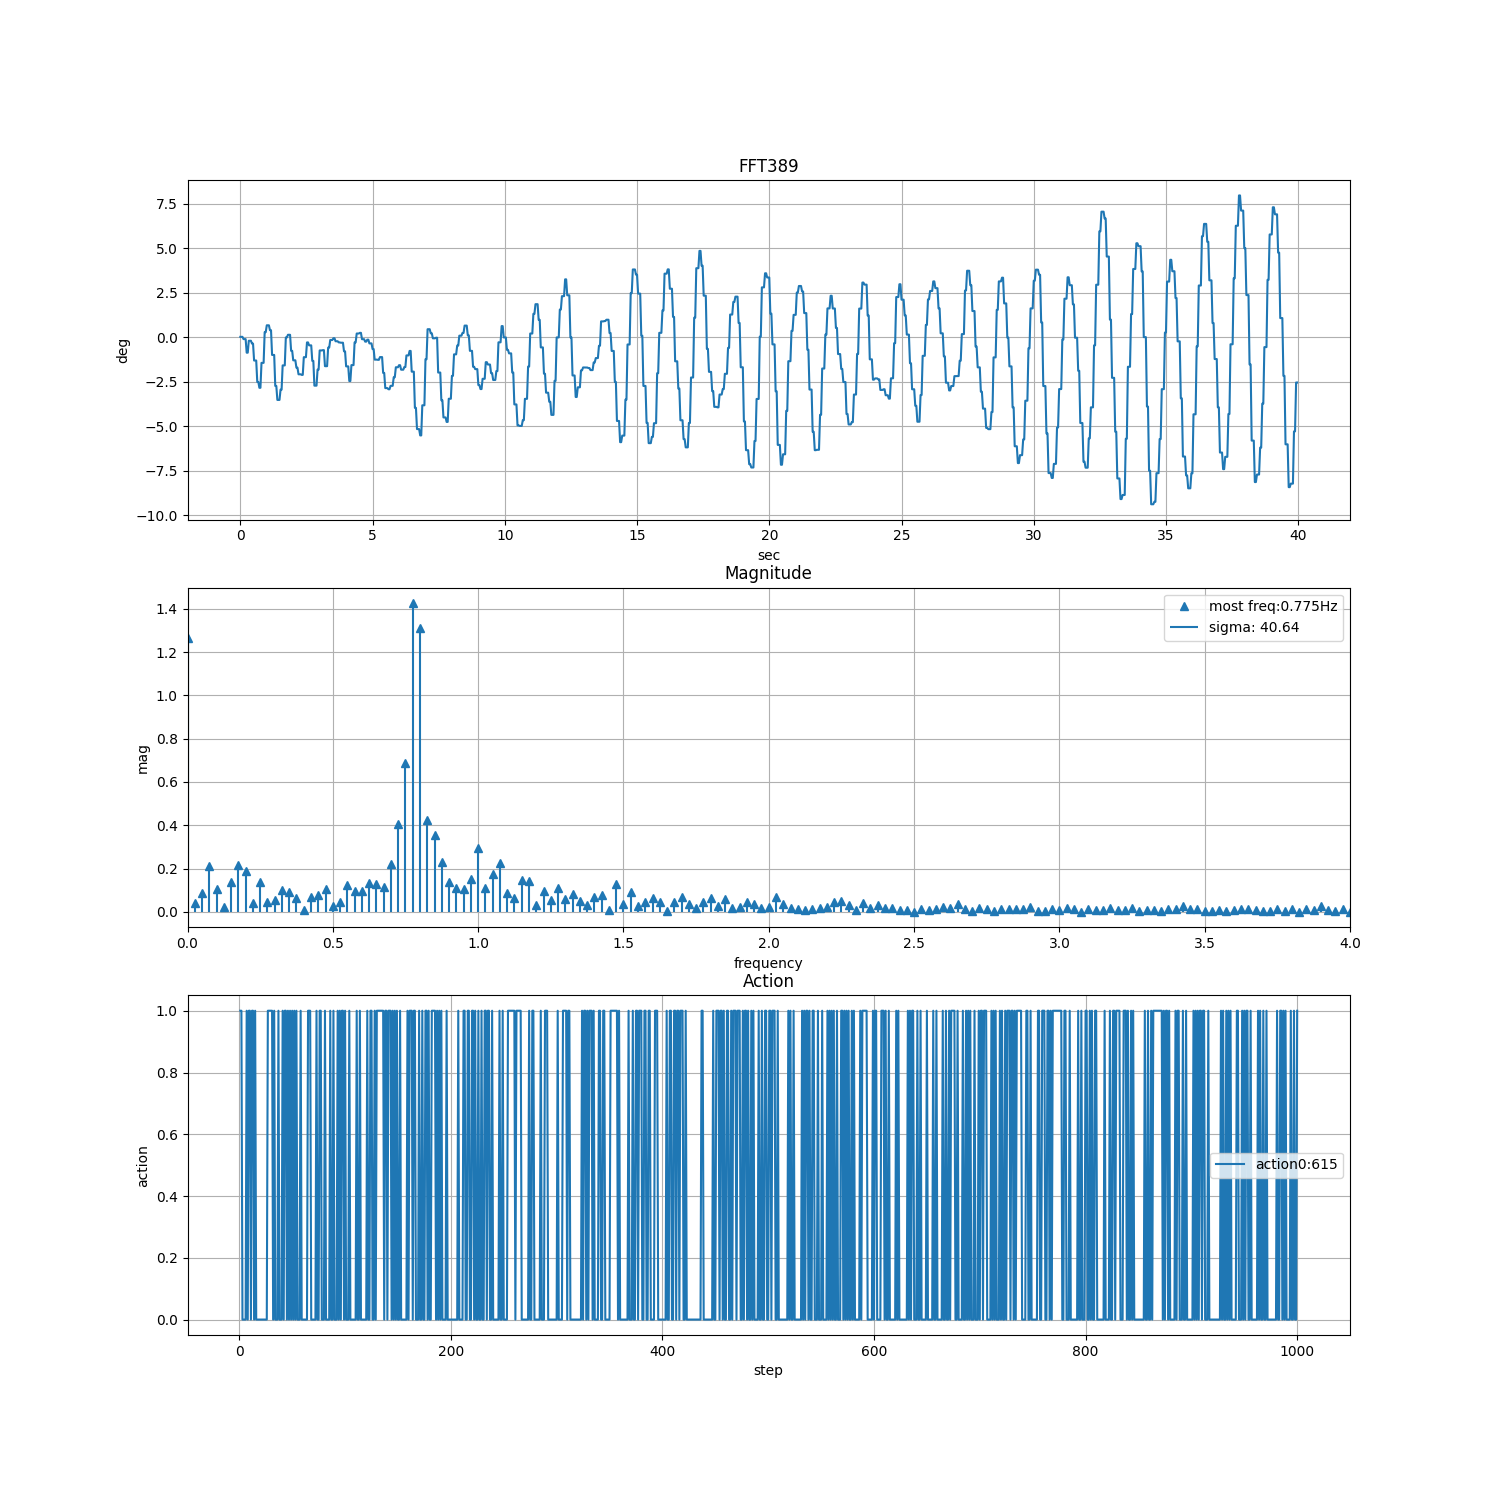 FFT389
7.5
5.0
2.5
0.0
−2.5
−5.0
−7.5
−10.0
deg
0 5 10 15 20 25 30 35 40
sec
Magnitude
1.4
1.2
1.0
0.8
0.6
0.4
0.2
0.0
mag
most freq:0.775Hz
sigma: 40.64
0.0 0.5 1.0 1.5 2.0 2.5 3.0 3.5 4.0
frequency
Action
1.0
0.8
0.6
0.4
0.2
0.0
action
action0:615
0 200 400 600 800 1000
step